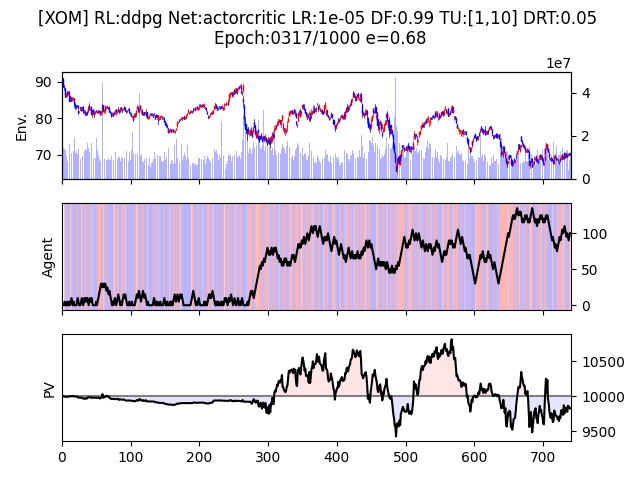 [XOM] RL:ddpg Net:actorcritic LR:1e-05 DF:0.99 TU:[1,10] DRT:0.05
Epoch:0317/1000 e=0.68
1e7
90
80
70
Env.
4
2
0
Agent
100
50
0
PV
10500
10000
9500
0 100 200 300 400 500 600 700